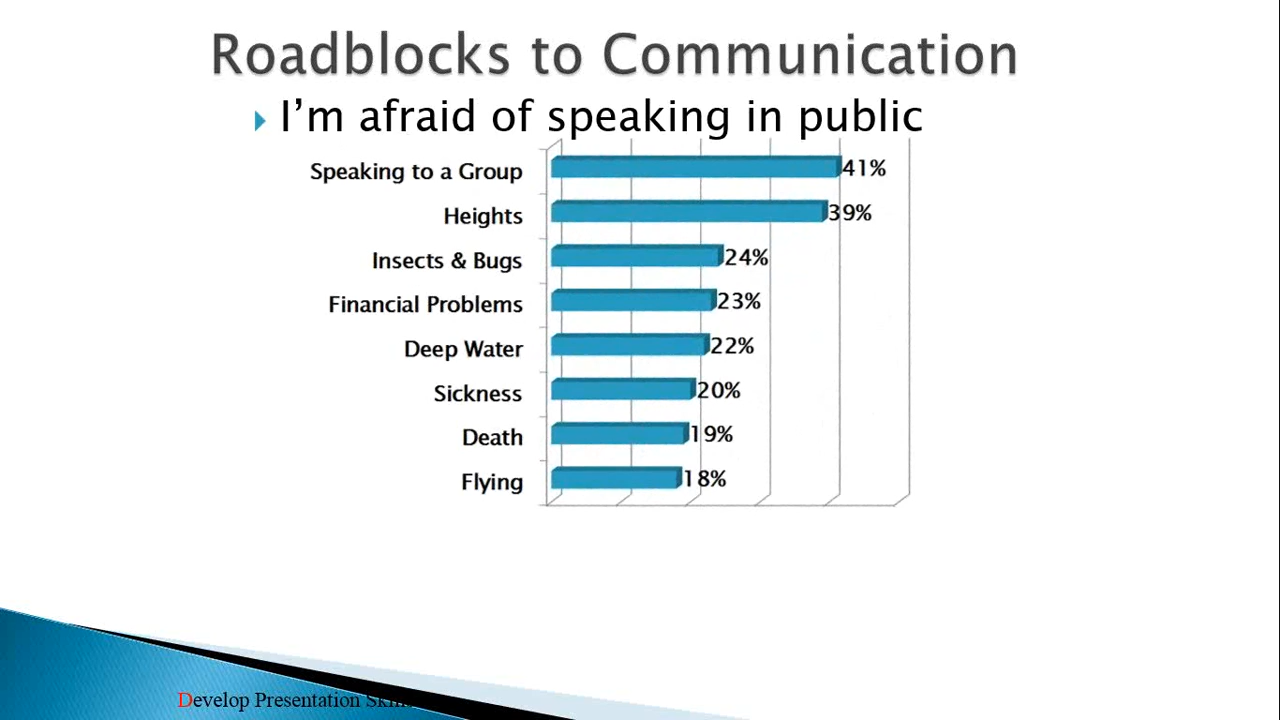 Roadblocks to Communication
I’m afraid of speaking in public
Speaking to a Group 41%
Heights 39%
Insects & Bugs 24%
Financial Problems 23%
Deep Water 22%
Sickness 20%
Death 19%
Flying 18%
Develop Presentation